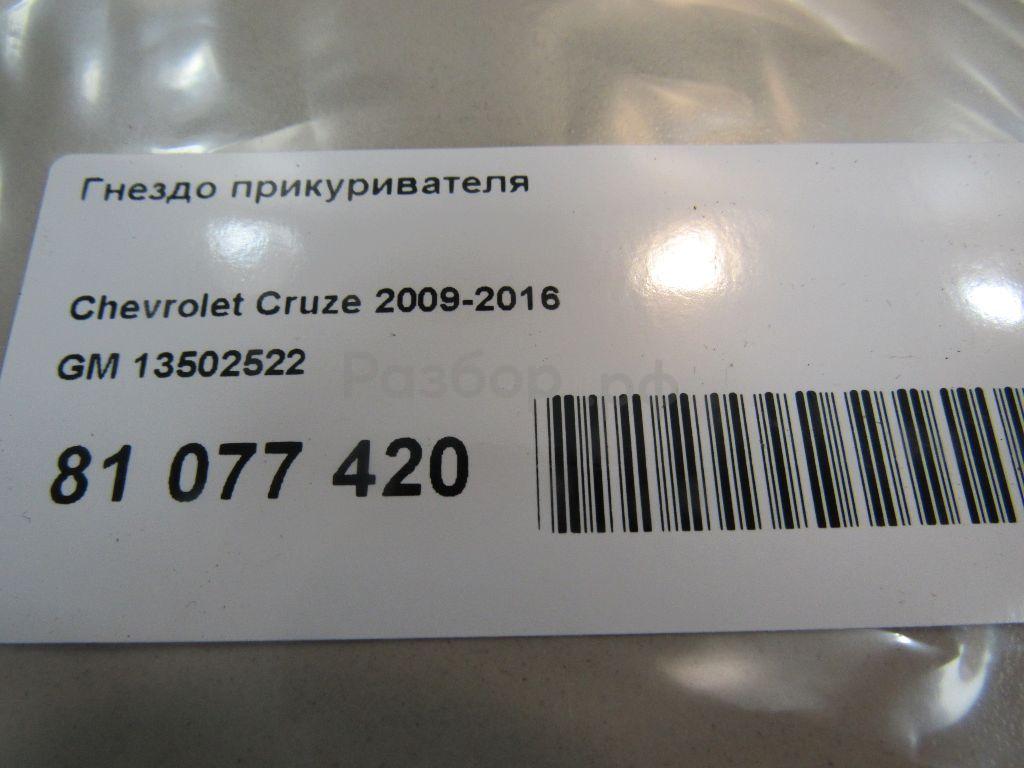 Гнездо прикуривателя
Chevrolet Cruze 2009-2016
GM 13502522
Разбор.рф
81 077 420